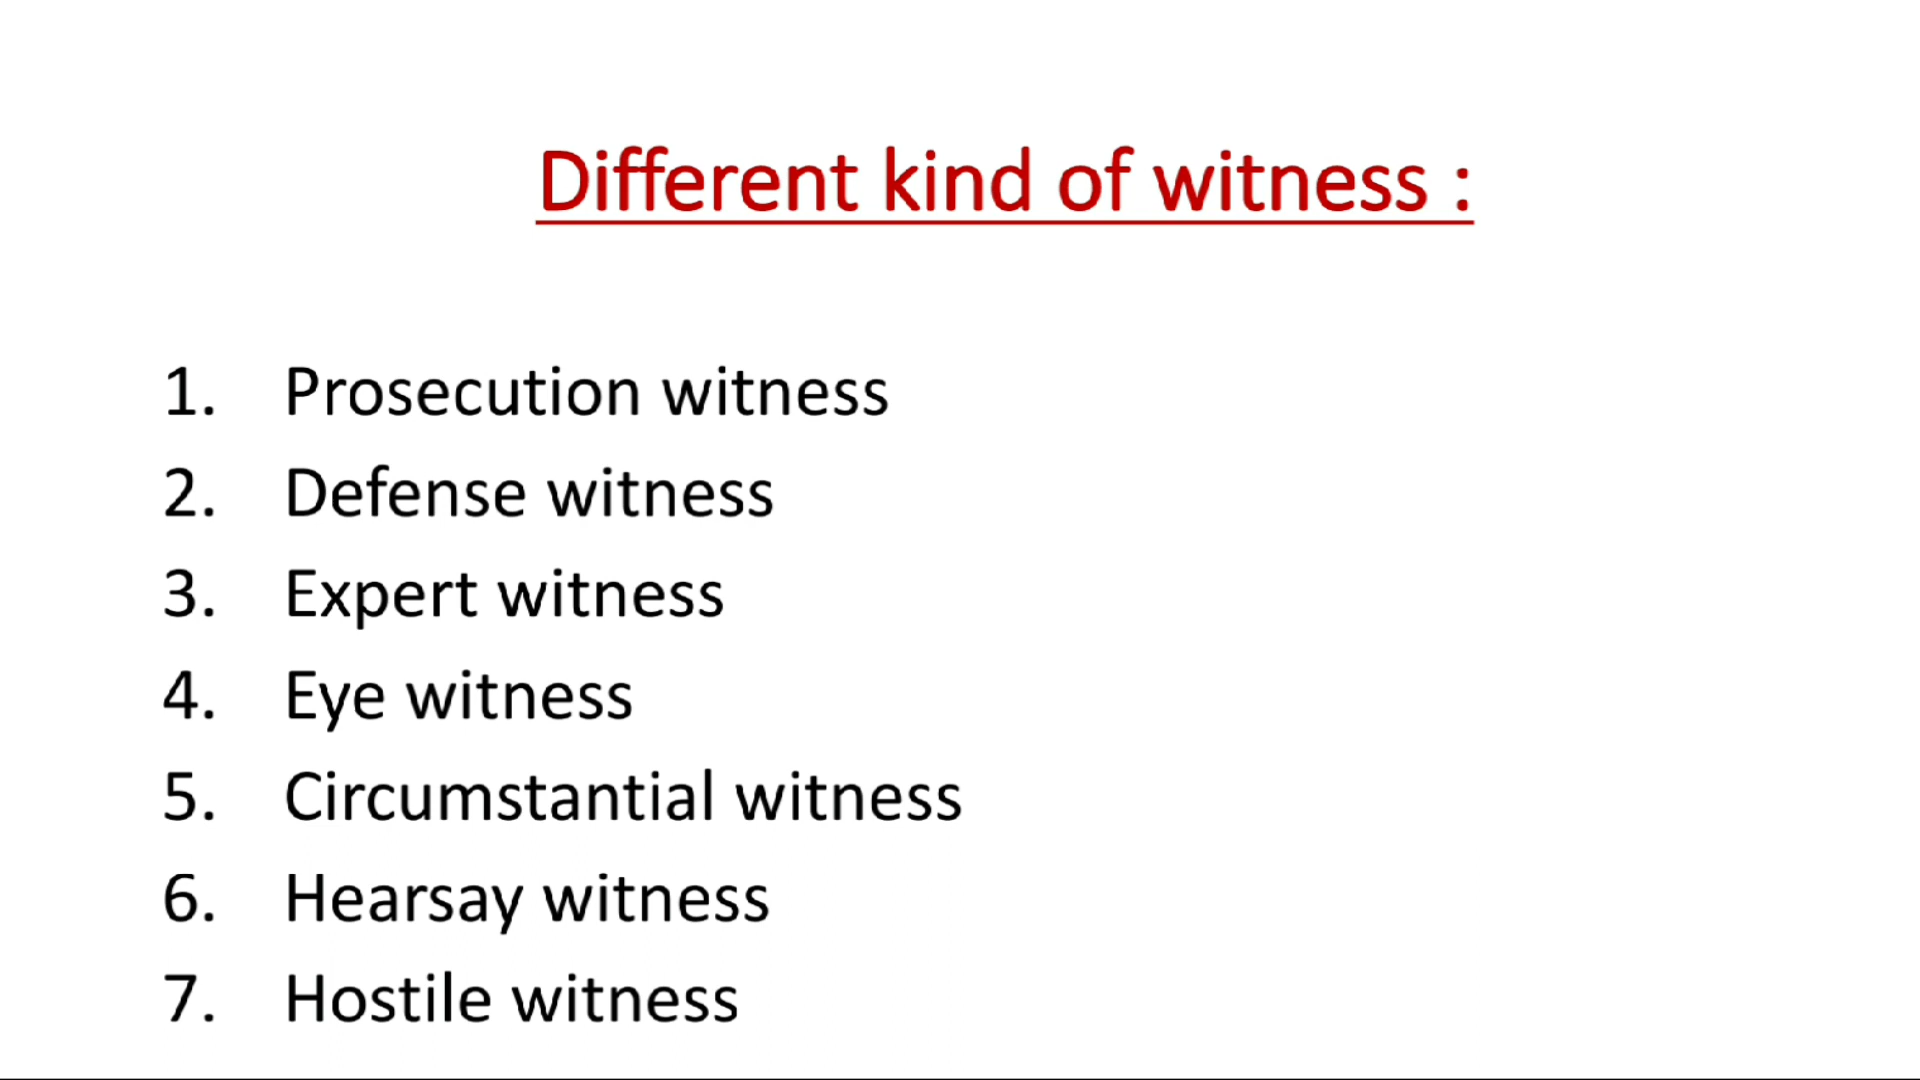 Different kind of witness :
1. Prosecution witness
2. Defense witness
3. Expert witness
4. Eye witness
5. Circumstantial witness
6. Hearsay witness
7. Hostile witness